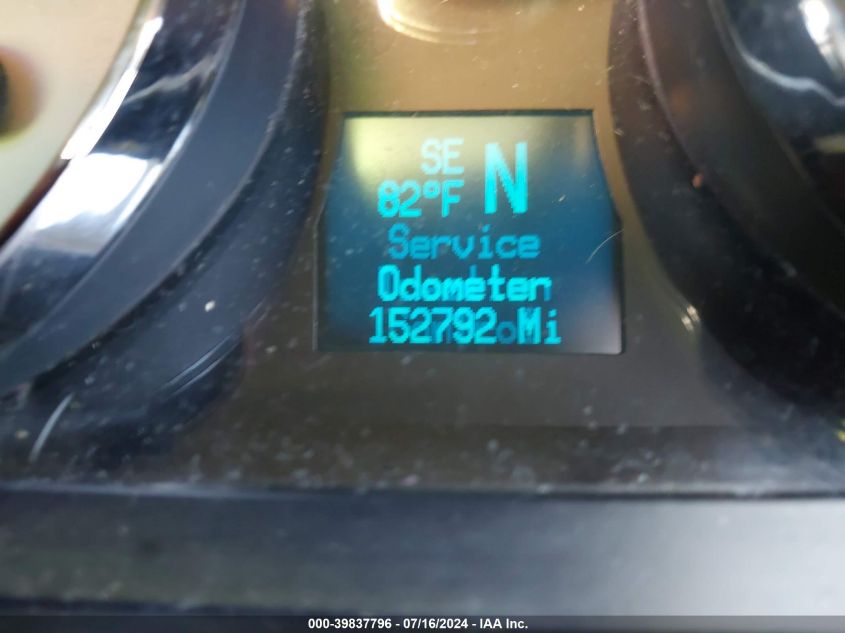 SE
82°F N
Service
Odometer
152792 Mi
000-39837796 - 07/16/2024 - IAA Inc.